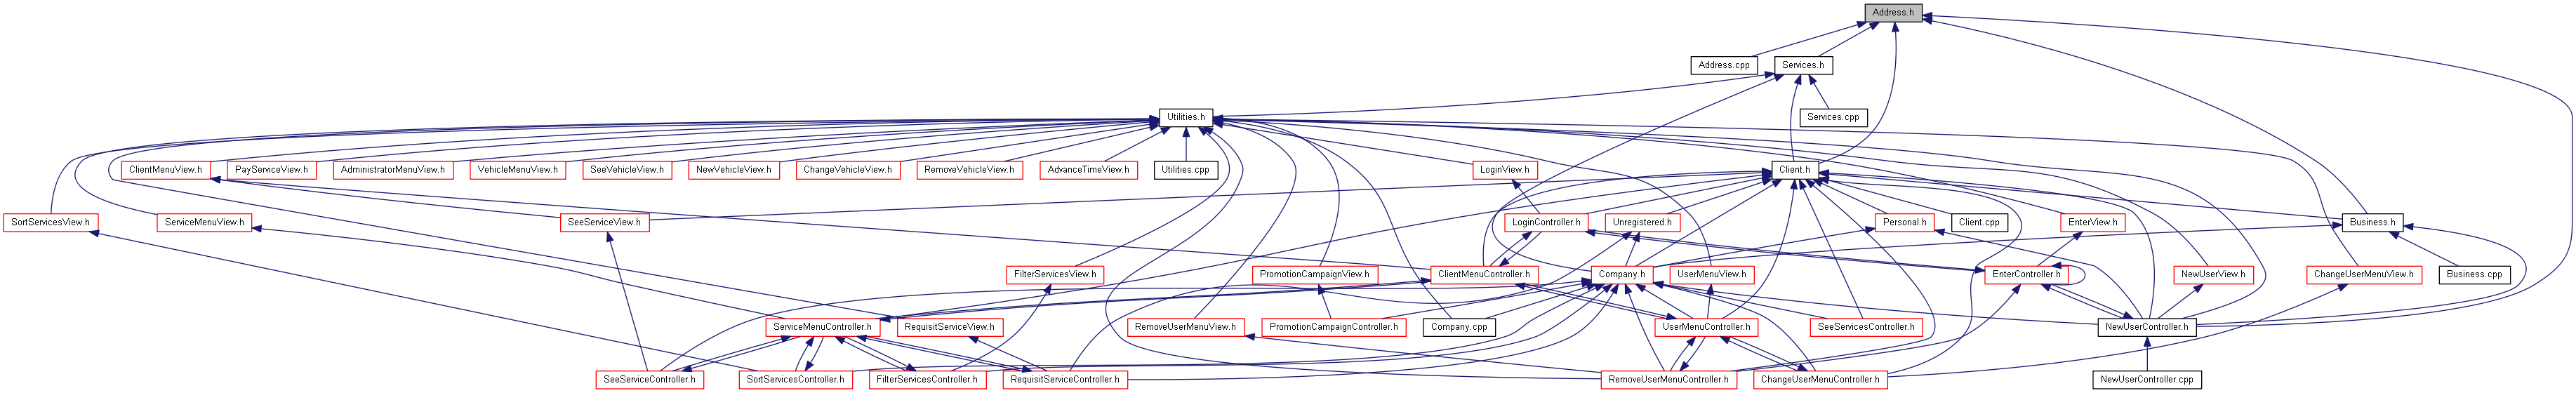 Address.h
Address.cpp
Services.h
Utilities.h
Services.cpp
ClientMenuView.h
PayServiceView.h
AdministratorMenuView.h
VehicleMenuView.h
SeeVehicleView.h
NewVehicleView.h
ChangeVehicleView.h
RemoveVehicleView.h
AdvanceTimeView.h
Utilities.cpp
LoginView.h
Client.h
SortServicesView.h
ServiceMenuView.h
SeeServiceView.h
LoginController.h
Unregistered.h
Personal.h
Client.cpp
EnterView.h
Business.h
FilterServicesView.h
PromotionCampaignView.h
ClientMenuController.h
Company.h
UserMenuView.h
EnterController.h
NewUserView.h
ChangeUserMenuView.h
Business.cpp
ServiceMenuController.h
RequisitServiceView.h
RemoveUserMenuView.h
PromotionCampaignController.h
Company.cpp
UserMenuController.h
SeeServicesController.h
NewUserController.h
SeeServiceController.h
SortServicesController.h
FilterServicesController.h
RequisitServiceController.h
RemoveUserMenuController.h
ChangeUserMenuController.h
NewUserController.cpp